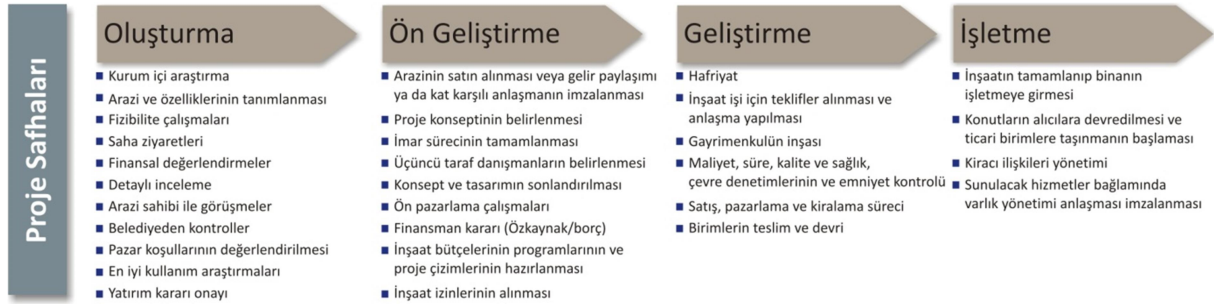 Proje Safhaları
Oluşturma
Kurum içi araştırma
Arazi ve özelliklerinin tanımlanması
Fizibilite çalışmaları
Saha ziyaretleri
Finansal değerlendirmeler
Detaylı inceleme
Arazi sahibi ile görüşmeler
Belediyeden kontroller
Pazar koşullarının değerlendirilmesi
En iyi kullanım araştırmaları
Yatırım kararı onayı
Ön Geliştirme
Arazinin satın alınması veya gelir paylaşımı
ya da kat karşılı anlaşmanın imzalanması
Proje konseptinin belirlenmesi
İmar sürecinin tamamlanması
Üçüncü taraf danışmanların belirlenmesi
Konsept ve tasarımın sonlandırılması
Ön pazarlama çalışmaları
Finansman kararı (Özkaynak/borç)
İnşaat bütçelerinin programlarının ve
proje çizimlerinin hazırlanması
İnşaat izinlerinin alınması
Geliştirme
Hafriyat
İnşaat işi için teklifler alınması ve
anlaşma yapılması
Gayrimenkulün inşası
Maliyet, süre, kalite ve sağlık,
çevre denetimlerinin ve emniyet kontrolü
Satış, pazarlama ve kiralama süreci
Birimlerin teslim ve devri
İşletme
İnşaatın tamamlanıp binanın
işletmeye girmesi
Konutların alıcılara devredilmesi ve
ticari birimlere taşınmanın başlaması
Kiracı ilişkileri yönetimi
Sunulacak hizmetler bağlamında
varlık yönetimi anlaşması imzalanması